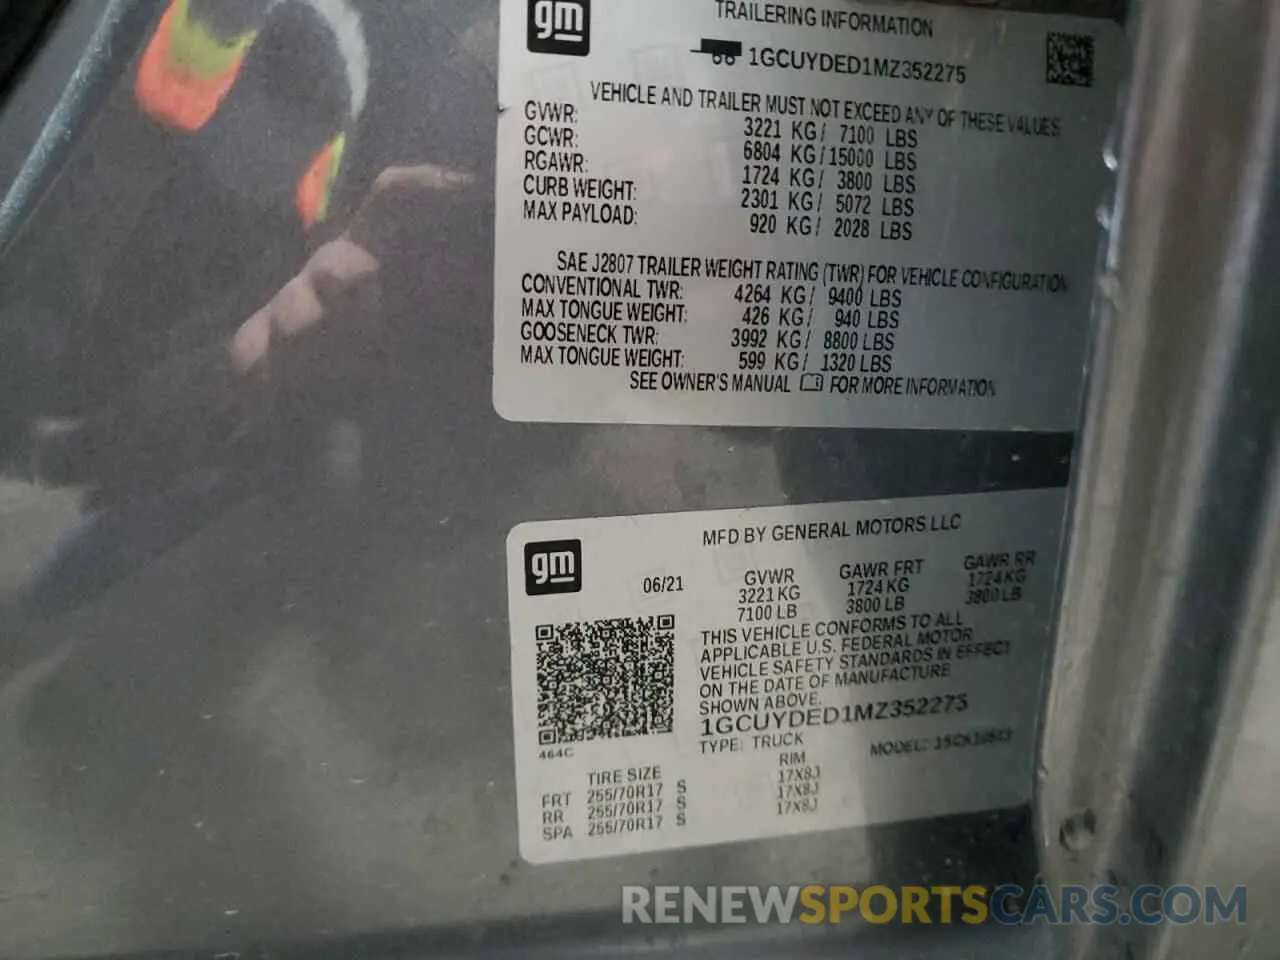 gm
TRAILERING INFORMATION
1GCUYDED1MZ352275
VEHICLE AND TRAILER MUST NOT EXCEED ANY OF THESE VALUES
GVWR: 3221 KG/ 7100 LBS
GCWR: 6804 KG/15000 LBS
RGAWR: 1724 KG/ 3800 LBS
CURB WEIGHT: 2301 KG/ 5072 LBS
MAX PAYLOAD: 920 KG/ 2028 LBS
SAE J2807 TRAILER WEIGHT RATING (TWR) FOR VEHICLE CONFIGURATION
CONVENTIONAL TWR: 4264 KG/ 9400 LBS
MAX TONGUE WEIGHT: 426 KG/ 940 LBS
GOOSENECK TWR: 3992 KG/ 8800 LBS
MAX TONGUE WEIGHT: 599 KG/ 1320 LBS
SEE OWNER'S MANUAL FOR MORE INFORMATION
MFD BY GENERAL MOTORS LLC
gm
06/21
GVWR GAWR FRT GAWR RR
3221 KG 1724 KG 1724 KG
7100 LB 3800 LB 3800 LB
THIS VEHICLE CONFORMS TO ALL
APPLICABLE U.S. FEDERAL MOTOR
VEHICLE SAFETY STANDARDS IN EFFECT
ON THE DATE OF MANUFACTURE
SHOWN ABOVE.
1GCUYDED1MZ352275
464C
TYPE: TRUCK MODEL:
TIRE SIZE RIM
FRT 255/70R17 S 17X8J
RR 255/70R17 S 17X8J
SPA 255/70R17 S 17X8J
RENEWSPORTSCARS.COM